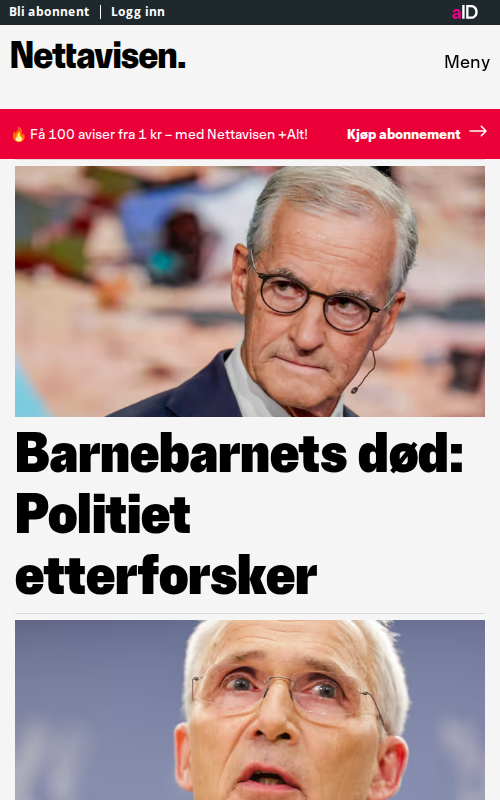 Bli abonnent | Logg inn
aID
Nettavisen.
Meny
🔥 Få 100 aviser fra 1 kr – med Nettavisen +Alt!
Kjøp abonnement →
Barnebarnets død:
Politiet
etterforsker